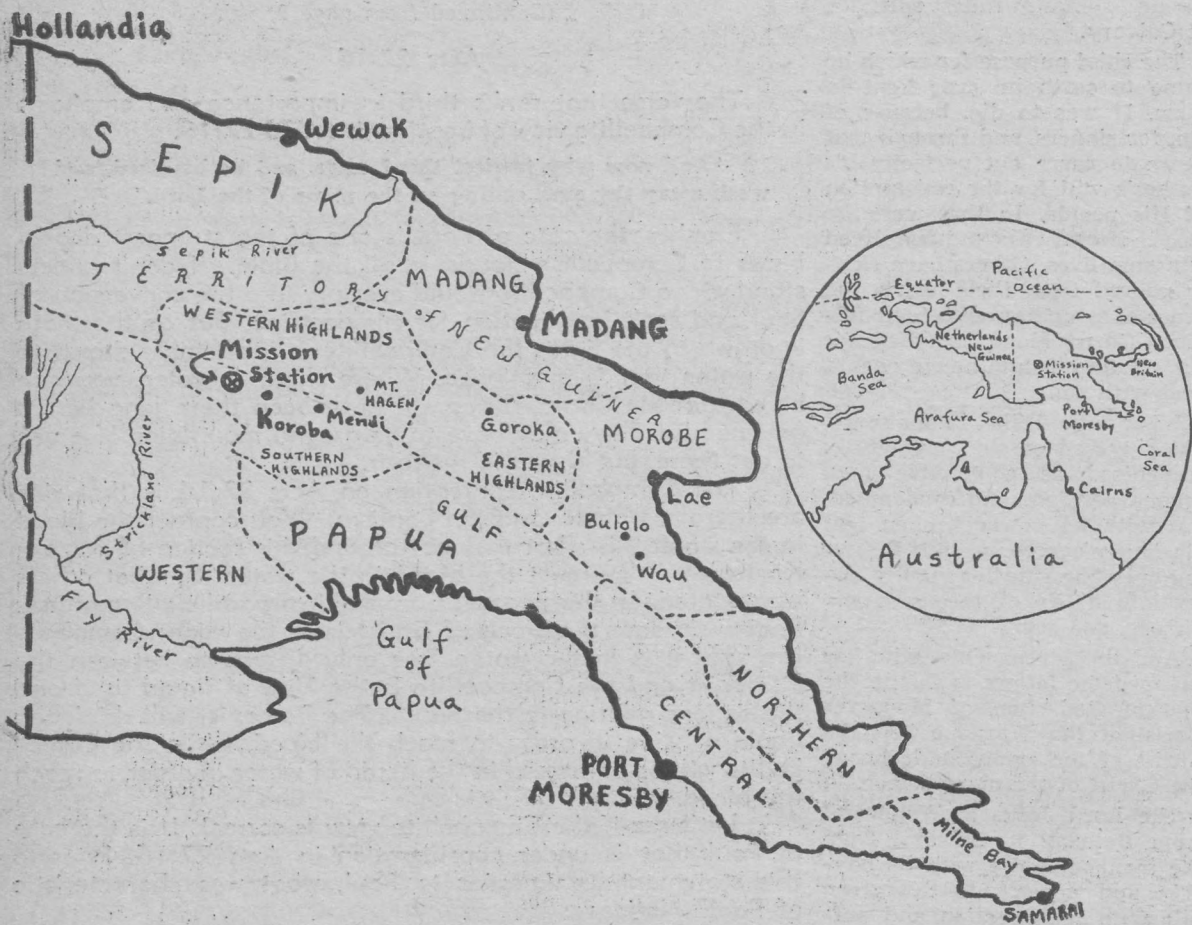 Hollandia
Wewak
SEPIK
Sepik River
TERRITORY
of NEW GUINEA
MADANG
MADANG
WESTERN HIGHLANDS
Mission
Station
MT.
HAGEN
Koroba
Mendi
SOUTHERN
HIGHLANDS
Goroka
EASTERN
HIGHLANDS
MOROBE
Lae
Bulolo
Wau
GULF
PAPUA
Strickland River
WESTERN
Fly River
Gulf
of
Papua
NORTHERN
CENTRAL
PORT
MORESBY
Milne Bay
SAMARAI
Equator
Pacific
Ocean
Netherlands
New
Guinea
Mission
Station
New
Britain
Banda
Sea
Arafura Sea
Port
Moresby
Coral
Sea
Cairns
Australia